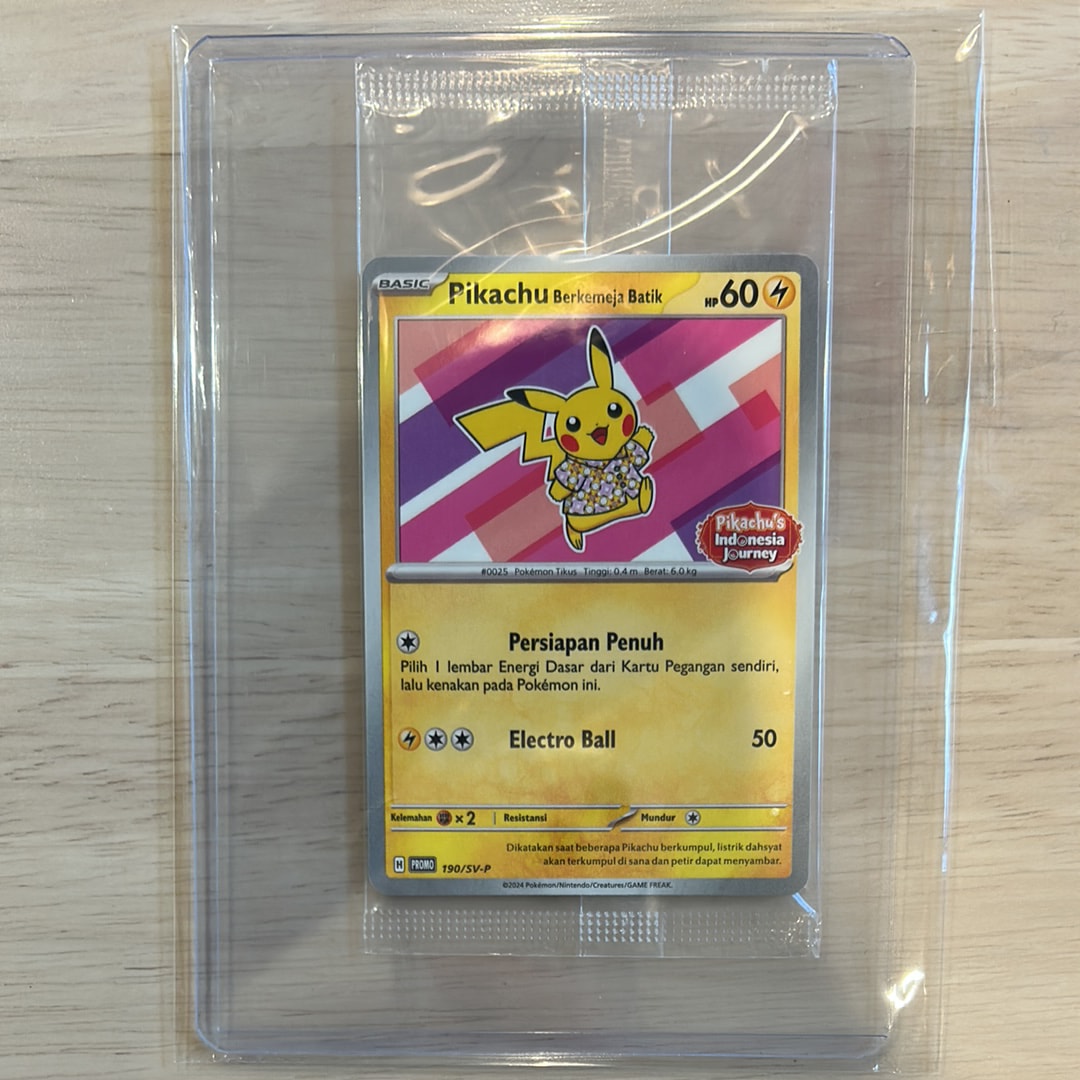 BASIC
Pikachu Berkemeja Batik
HP 60
Pikachu's
Indonesia
Journey
#0025 Pokémon Tikus Tinggi: 0.4 m Berat: 6.0 kg
Persiapan Penuh
Pilih 1 lembar Energi Dasar dari Kartu Pegangan sendiri,
lalu kenakan pada Pokémon ini.
Electro Ball 50
Kelemahan ×2 Resistansi Mundur
Dikatakan saat beberapa Pikachu berkumpul, listrik dahsyat
akan terkumpul di sana dan petir dapat menyambar.
H PROMO 190/SV-P
©2024 Pokémon/Nintendo/Creatures/GAME FREAK.